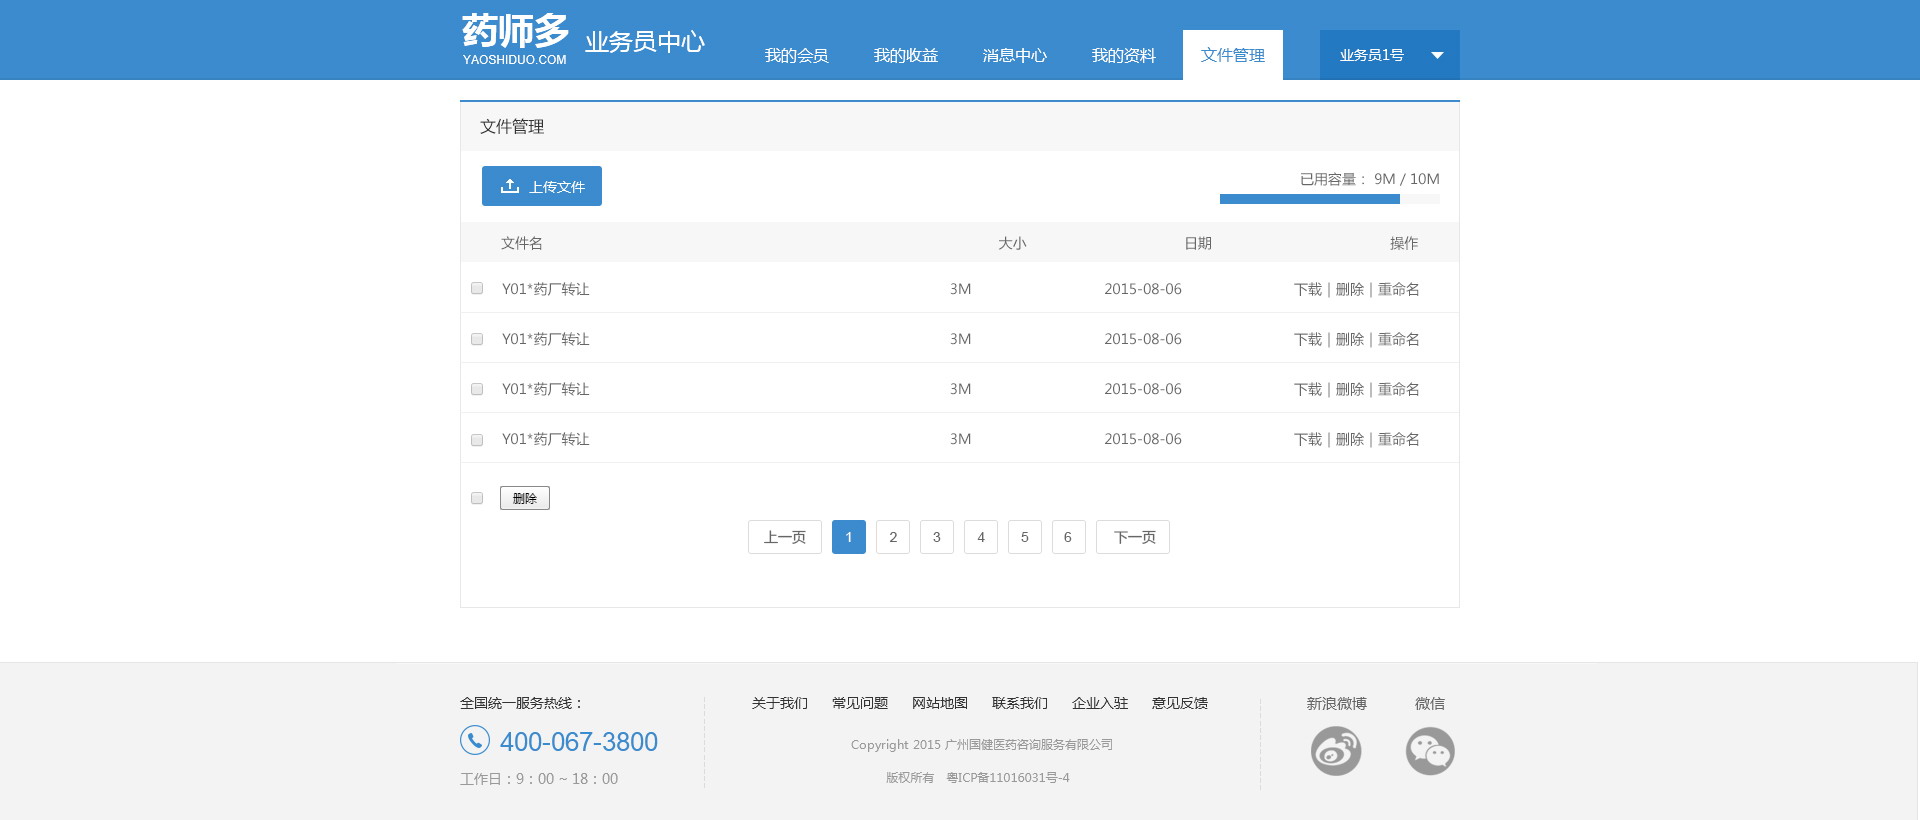 药师多
YAOSHIDUO.COM
业务员中心
我的会员 我的收益 消息中心 我的资料 文件管理 业务员1号
文件管理
上传文件
已用容量： 9M / 10M
文件名 大小 日期 操作
Y01*药厂转让 3M 2015-08-06 下载 | 删除 | 重命名
Y01*药厂转让 3M 2015-08-06 下载 | 删除 | 重命名
Y01*药厂转让 3M 2015-08-06 下载 | 删除 | 重命名
Y01*药厂转让 3M 2015-08-06 下载 | 删除 | 重命名
删除
上一页 1 2 3 4 5 6 下一页
全国统一服务热线：
400-067-3800
工作日：9：00 ~ 18：00
关于我们 常见问题 网站地图 联系我们 企业入驻 意见反馈
Copyright 2015 广州国健医药咨询服务有限公司
版权所有 粤ICP备11016031号-4
新浪微博 微信